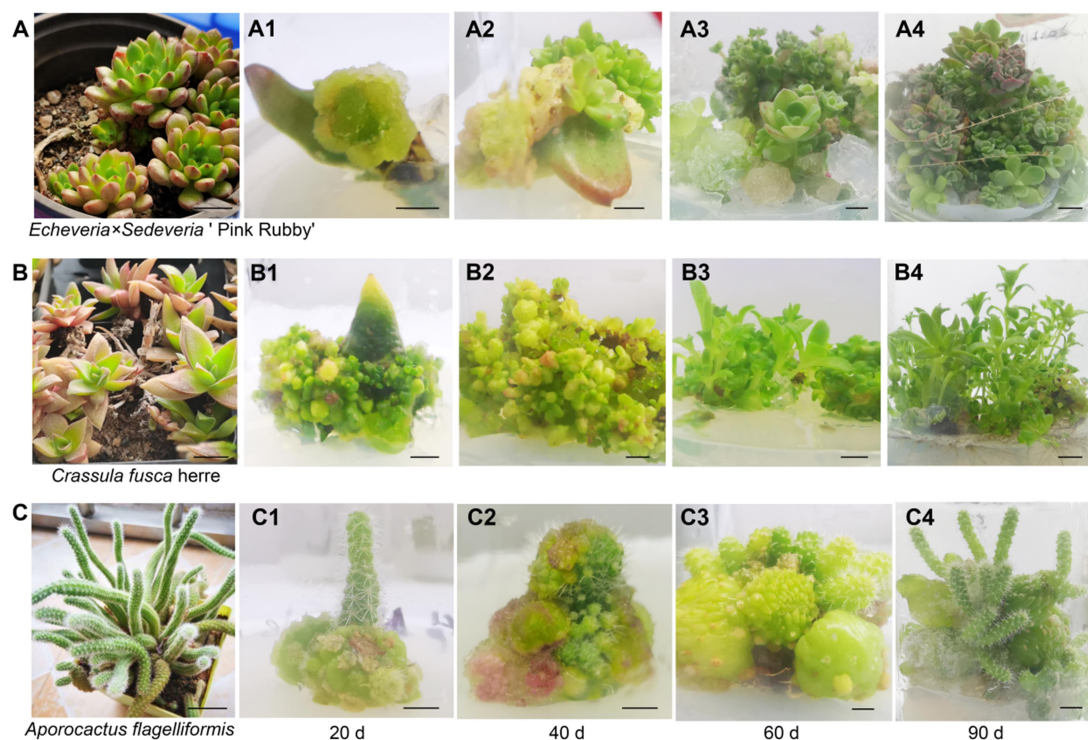 A A1 A2 A3 A4
Echeveria×Sedeveria ' Pink Rubby'
B B1 B2 B3 B4
Crassula fusca herre
C C1 C2 C3 C4
Aporocactus flagelliformis 20 d 40 d 60 d 90 d